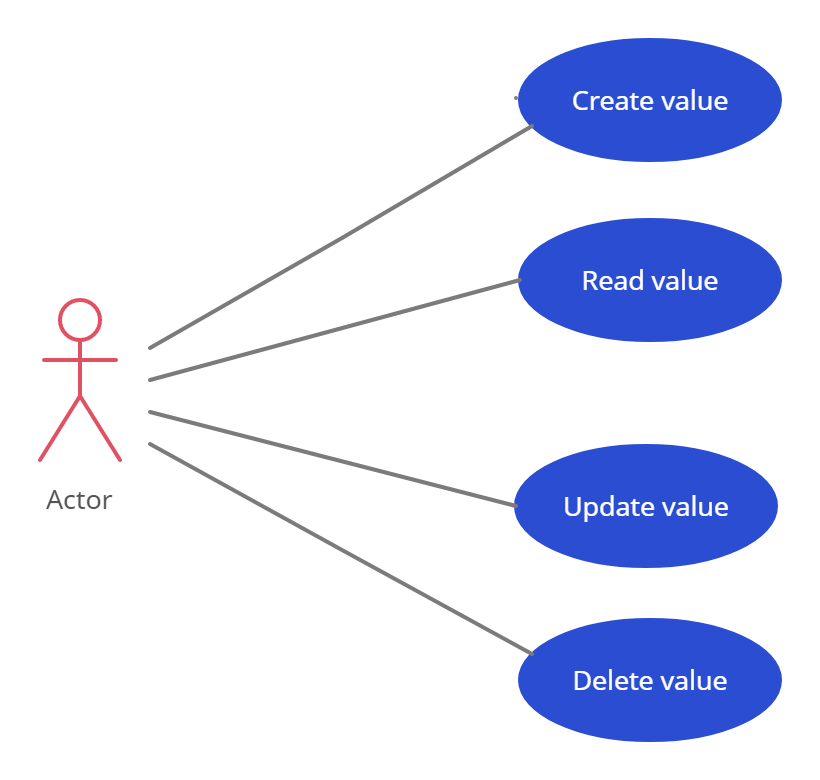 Create value
Read value
Actor
Update value
Delete value